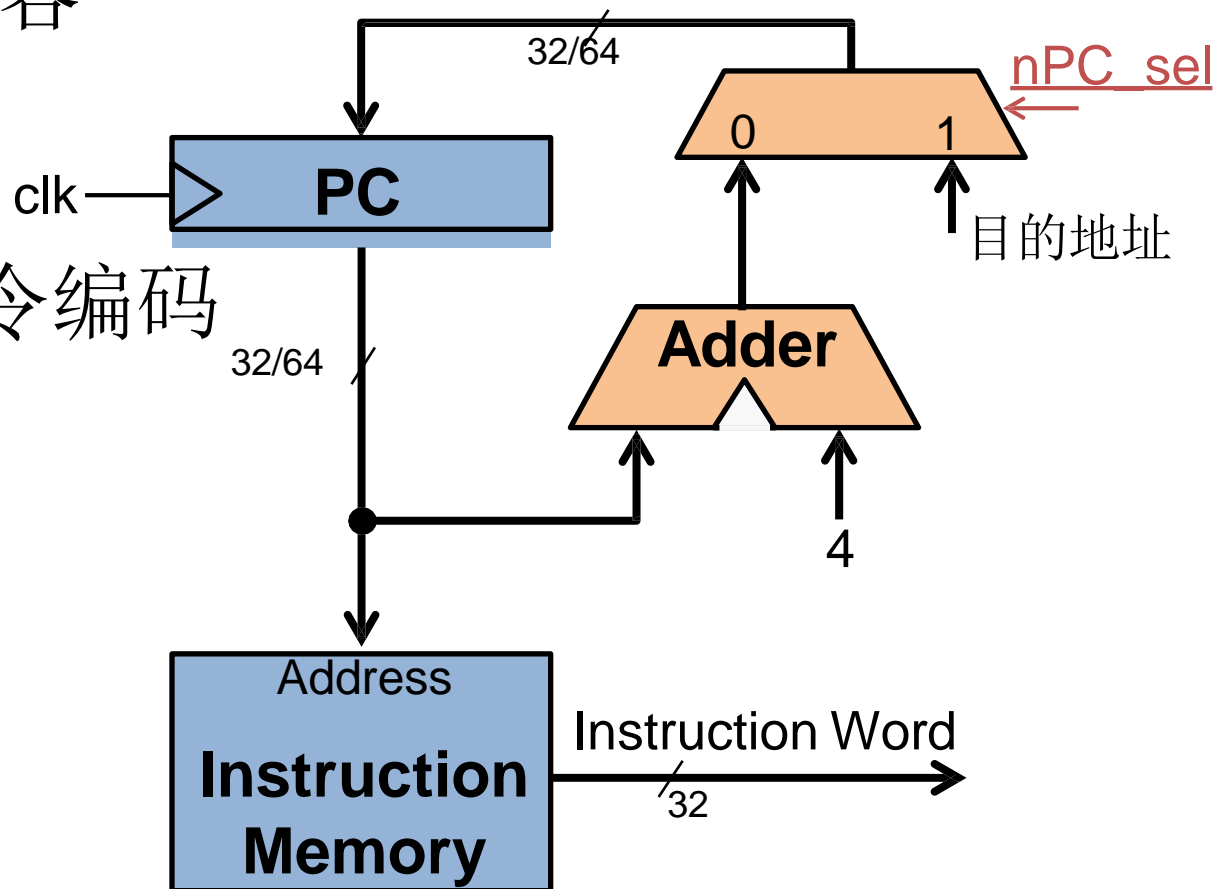 容
32/64
nPC_sel
0 1
clk
PC
目的地址
令编码
32/64
Adder
4
Address
Instruction Word
Instruction
32
Memory